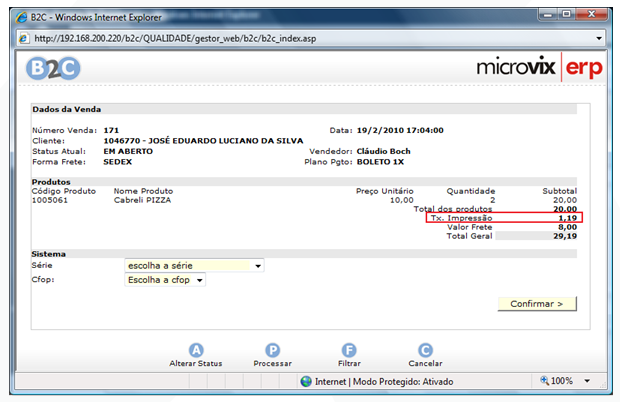 B2C - Windows Internet Explorer
http://192.168.200.220/b2c/QUALIDADE/gestor_web/b2c/b2c_index.asp
B2C microvix erp
Dados da Venda
Número Venda: 171 Data: 19/2/2010 17:04:00
Cliente: 1046770 - JOSÉ EDUARDO LUCIANO DA SILVA
Status Atual: EM ABERTO Vendedor: Cláudio Boch
Forma Frete: SEDEX Plano Pgto: BOLETO 1X
Produtos
Código Produto Nome Produto Preço Unitário Quantidade Subtotal
1005061 Cabreli PIZZA 10,00 2 20,00
Total dos produtos 20,00
Tx. Impressão 1,19
Valor Frete 8,00
Total Geral 29,19
Sistema
Série escolha a série
Cfop: Escolha a cfop
Confirmar >
A P F C
Alterar Status Processar Filtrar Cancelar
Internet | Modo Protegido: Ativado 100%